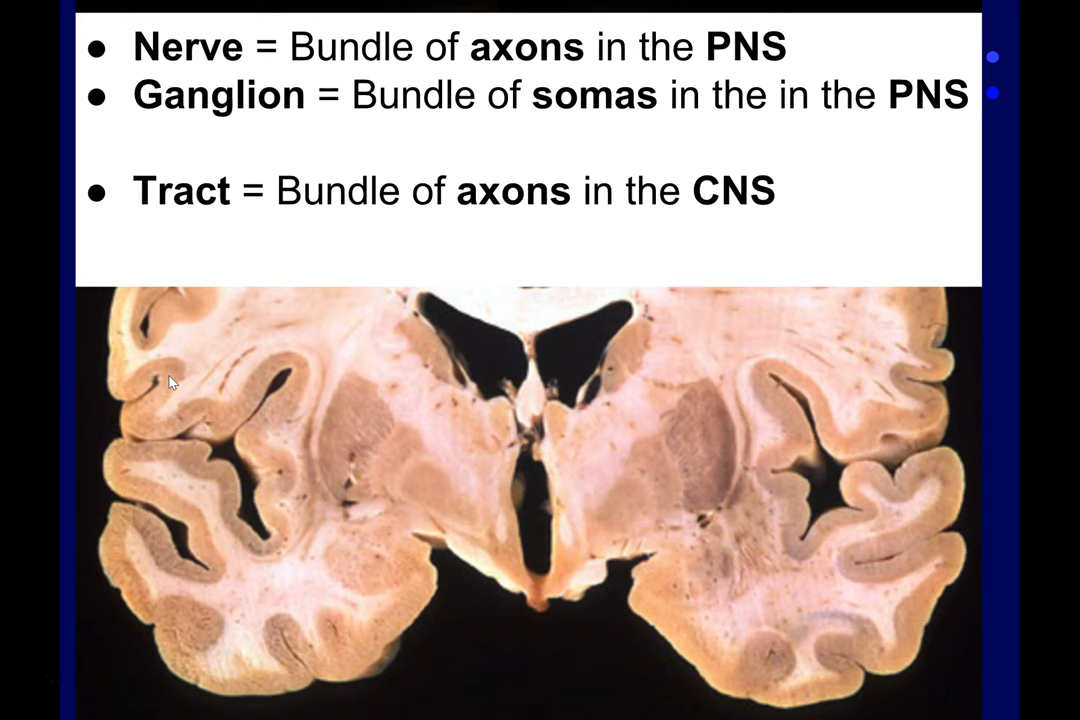 ● Nerve = Bundle of axons in the PNS
● Ganglion = Bundle of somas in the in the PNS
● Tract = Bundle of axons in the CNS